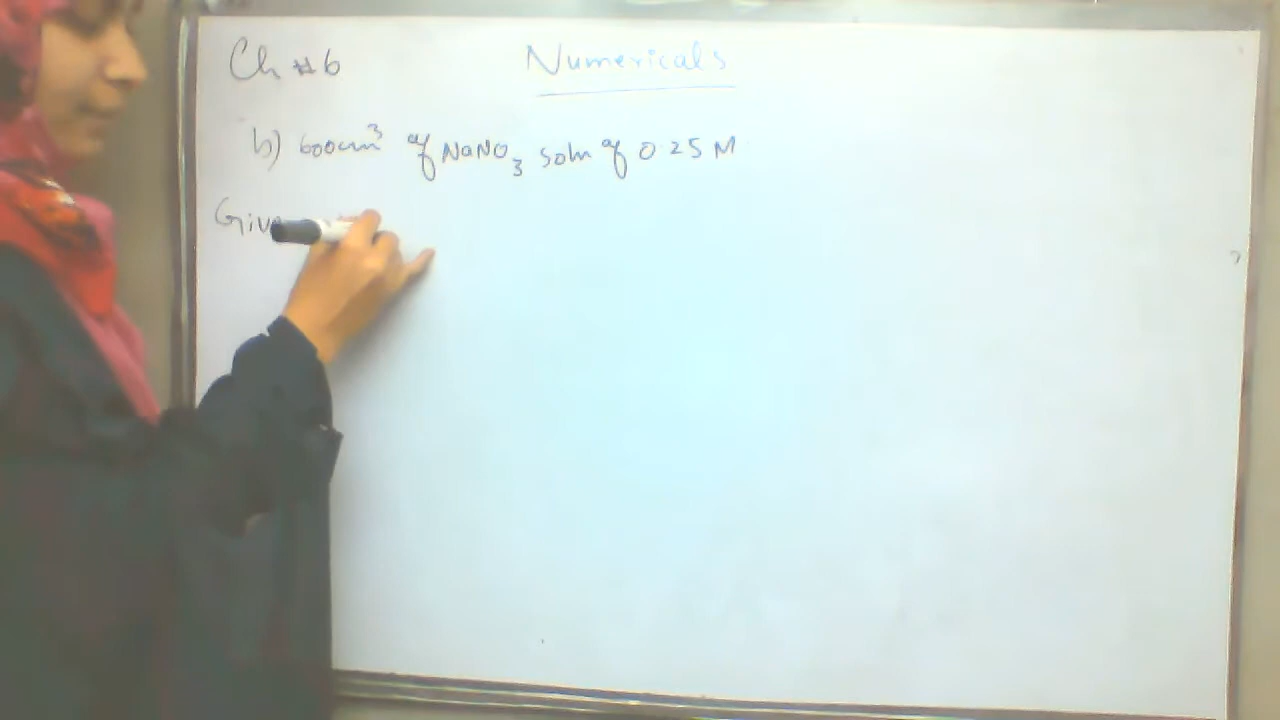 Ch #6
Numericals
b) 600cm³ of NaNO₃ soln of 0.25 M
Giv